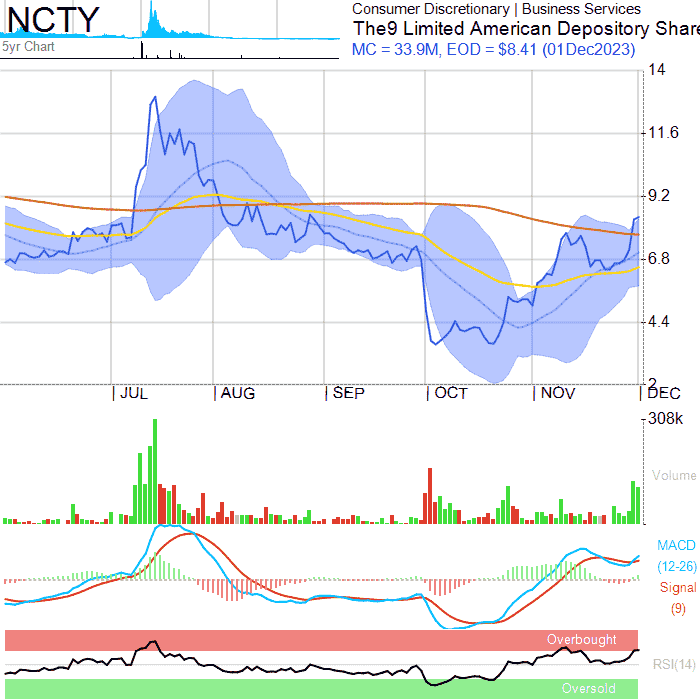 NCTY
5yr Chart
Consumer Discretionary | Business Services
The9 Limited American Depository Share
MC = 33.9M, EOD = $8.41 (01Dec2023)
14
11.6
9.2
6.8
4.4
2
JUL
AUG
SEP
OCT
NOV
DEC
308k
Volume
MACD
(12-26)
Signal
(9)
Overbought
RSI(14)
Oversold